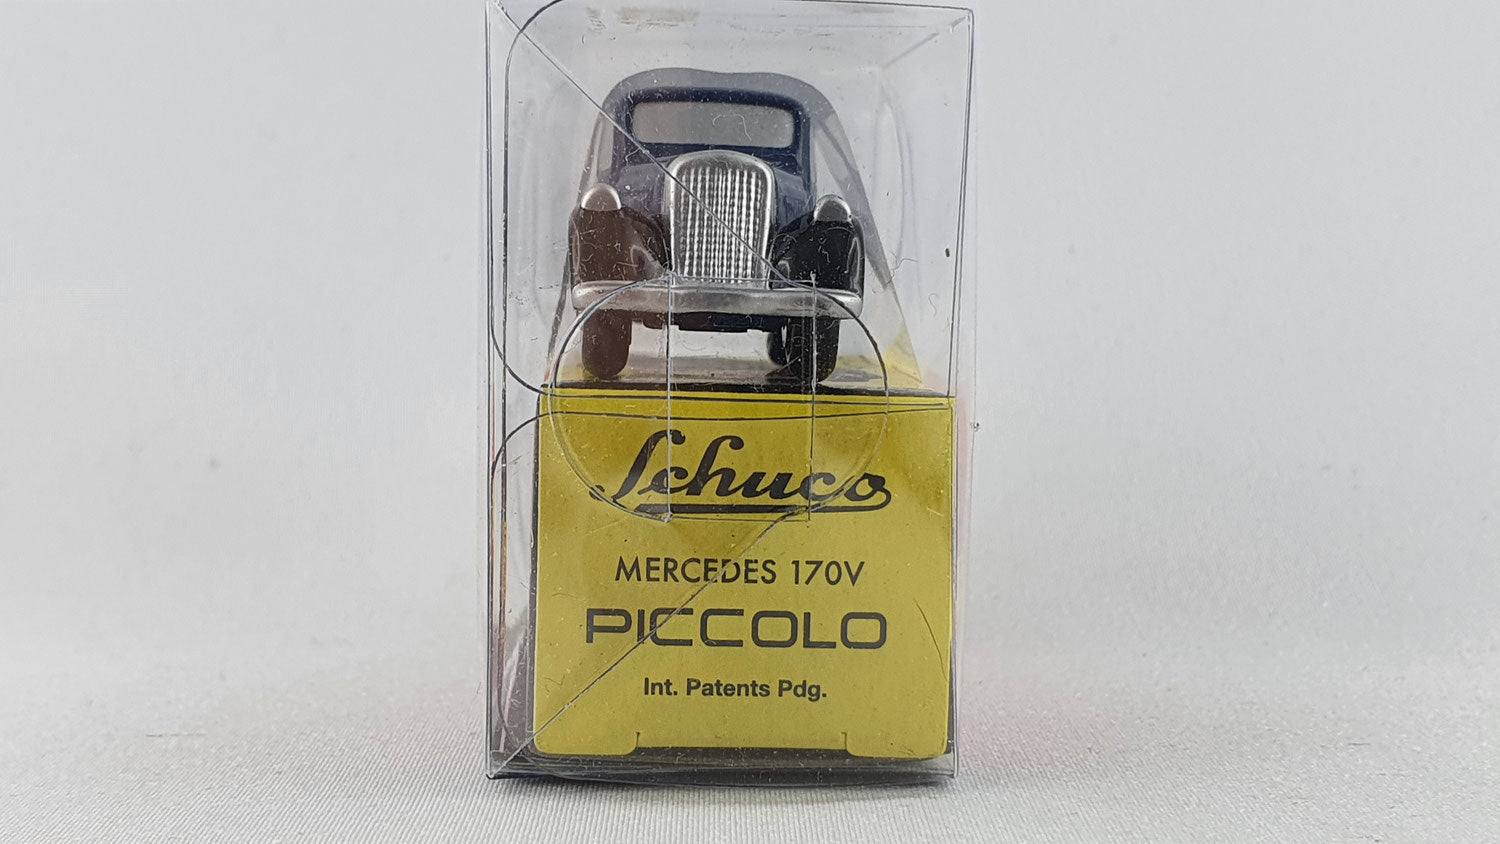 Schuco
MERCEDES 170V
PICCOLO
Int. Patents Pdg.